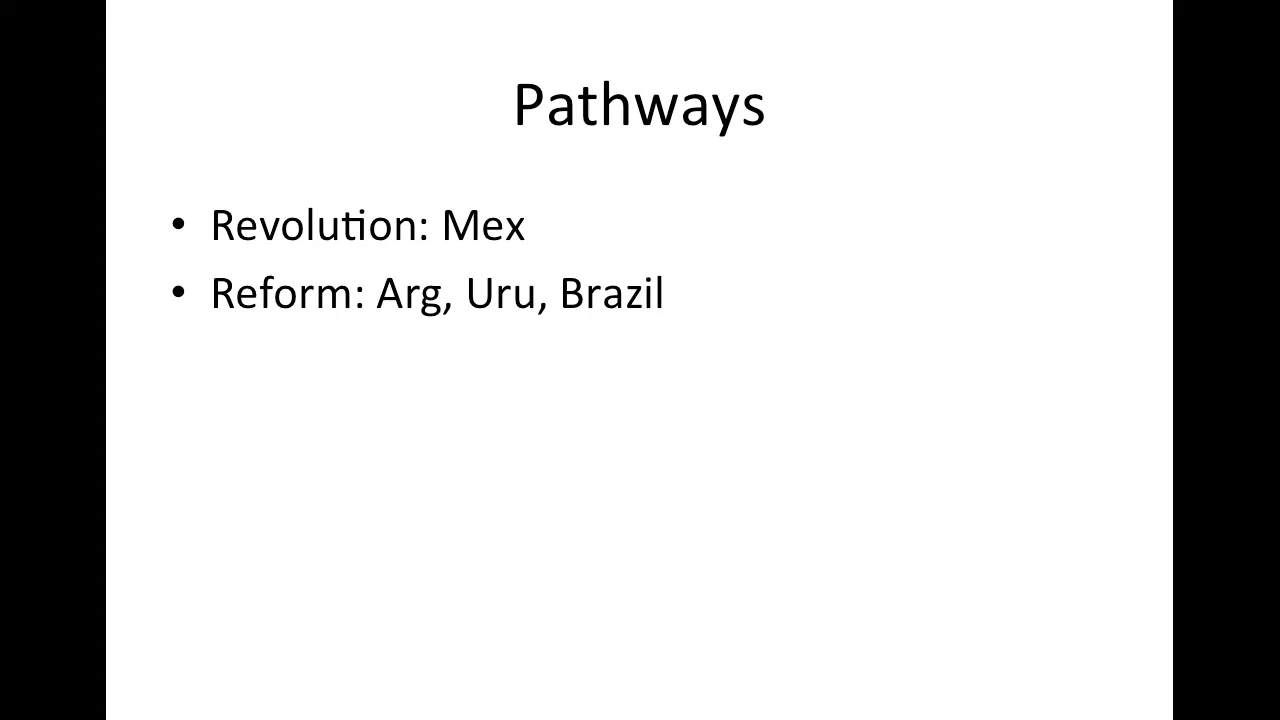 Pathways
• Revolution: Mex
• Reform: Arg, Uru, Brazil